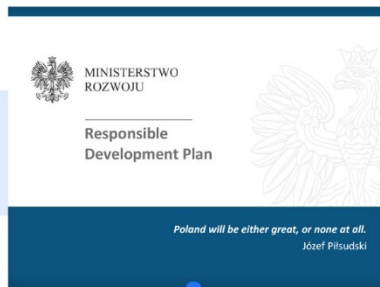 MINISTERSTWO
ROZWOJU
Responsible
Development Plan
Poland will be either great, or none at all.
Józef Piłsudski